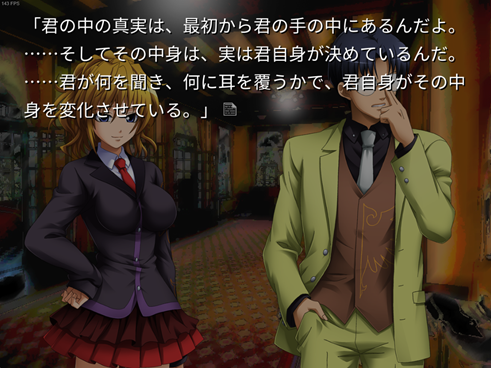 143 FPS
「君の中の真実は、最初から君の手の中にあるんだよ。
……そしてその中身は、実は君自身が決めているんだ。
……君が何を聞き、何に耳を覆うかで、君自身がその中
身を変化させている。」